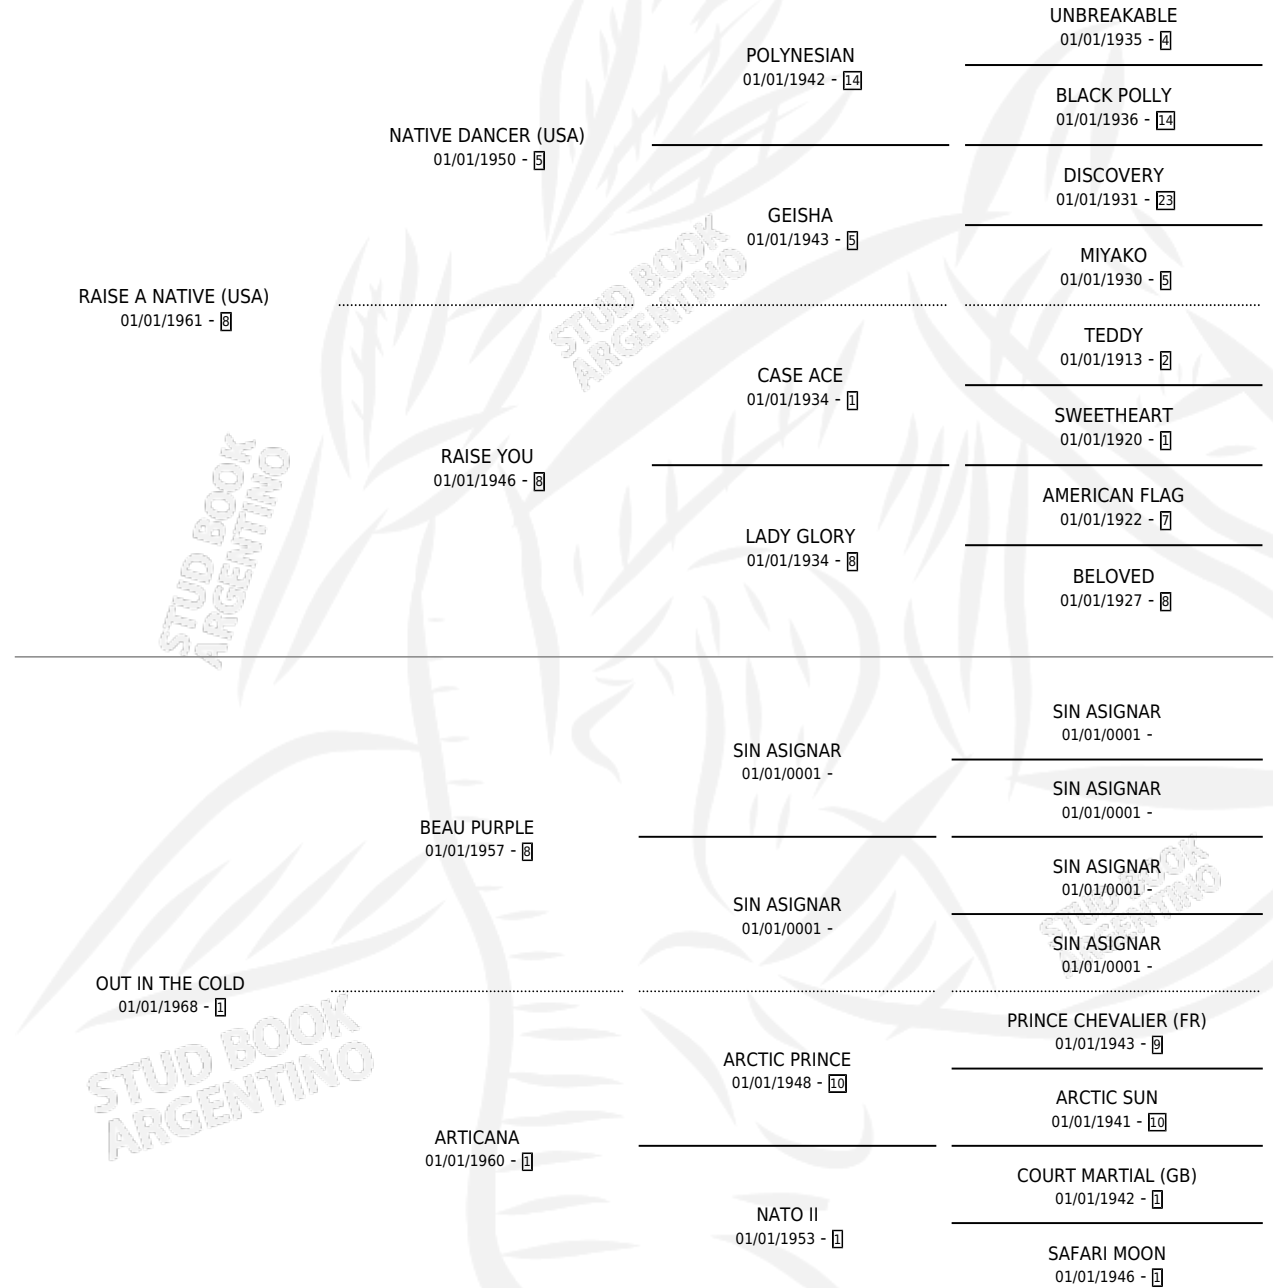 UNBREAKABLE
01/01/1935 - 4
POLYNESIAN
01/01/1942 - 14
BLACK POLLY
01/01/1936 - 14
NATIVE DANCER (USA)
01/01/1950 - 5
DISCOVERY
01/01/1931 - 23
GEISHA
01/01/1943 - 5
MIYAKO
01/01/1930 - 5
RAISE A NATIVE (USA)
01/01/1961 - 8
TEDDY
01/01/1913 - 2
CASE ACE
01/01/1934 - 1
SWEETHEART
01/01/1920 - 1
RAISE YOU
01/01/1946 - 8
AMERICAN FLAG
01/01/1922 - 7
LADY GLORY
01/01/1934 - 8
BELOVED
01/01/1927 - 8
STUD BOOK
ARGENTINO
STUD BOOK
ARGENTINO
SIN ASIGNAR
01/01/0001 -
SIN ASIGNAR
01/01/0001 -
SIN ASIGNAR
01/01/0001 -
BEAU PURPLE
01/01/1957 - 8
SIN ASIGNAR
01/01/0001 -
SIN ASIGNAR
01/01/0001 -
SIN ASIGNAR
01/01/0001 -
STUD BOOK
ARGENTINO
OUT IN THE COLD
01/01/1968 - 1
PRINCE CHEVALIER (FR)
01/01/1943 - 9
ARCTIC PRINCE
01/01/1948 - 10
ARCTIC SUN
01/01/1941 - 10
STUD BOOK
ARGENTINO
ARTICANA
01/01/1960 - 1
COURT MARTIAL (GB)
01/01/1942 - 1
NATO II
01/01/1953 - 1
SAFARI MOON
01/01/1946 - 1